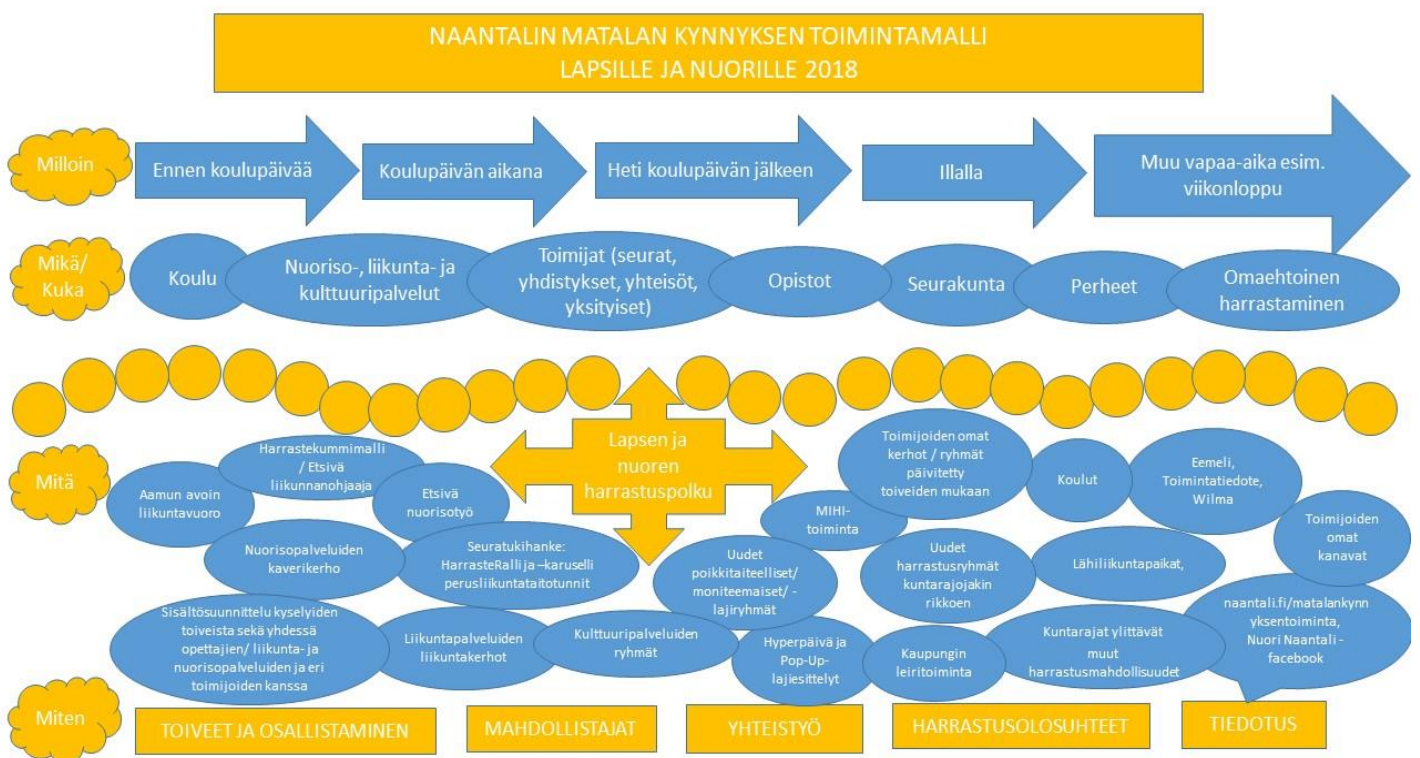 NAANTALIN MATALAN KYNNYKSEN TOIMINTAMALLI
LAPSILLE JA NUORILLE 2018
Milloin
Ennen koulupäivää
Koulupäivän aikana
Heti koulupäivän jälkeen
Illalla
Muu vapaa-aika esim.
viikonloppu
Mikä/
Kuka
Koulu
Nuoriso-, liikunta- ja
kulttuuripalvelut
Toimijat (seurat,
yhdistykset, yhteisöt,
yksityiset)
Opistot
Seurakunta
Perheet
Omaehtoinen
harrastaminen
Mitä
Aamun avoin
liikuntavuoro
Harrastekummimalli
/ Etsivä
liikunnanohjaaja
Etsivä
nuorisotyö
Lapsen ja
nuoren
harrastuspolku
Toimijoiden omat
kerhot / ryhmät
päivitetty
toiveiden mukaan
Koulut
Eemeli,
Toimintatiedote,
Wilma
Toimijoiden
omat
kanavat
Nuorisopalveluiden
kaverikerho
Seuratukihanke:
HarrasteRalli ja –karuselli
perusliikuntataitotunnit
MIHI-
toiminta
Uudet
poikkitaiteelliset/
moniteemaiset/ -
lajiryhmät
Uudet
harrastusryhmät
kuntarajojakin
rikkoen
Lähiliikuntapaikat,
Sisältösuunnittelu kyselyiden
toiveista sekä yhdessä
opettajien/ liikunta- ja
nuorisopalveluiden ja eri
toimijoiden kanssa
Liikuntapalveluiden
liikuntakerhot
Kulttuuripalveluiden
ryhmät
Hyperpäivä ja
Pop-Up-
lajiesittelyt
Kaupungin
leiritoiminta
Kuntarajat ylittävät
muut
harrastusmahdollisuudet
naantali.fi/matalankynn
yksentoiminta,
Nuori Naantali -
facebook
Miten
TOIVEET JA OSALLISTAMINEN
MAHDOLLISTAJAT
YHTEISTYÖ
HARRASTUSOLOSUHTEET
TIEDOTUS